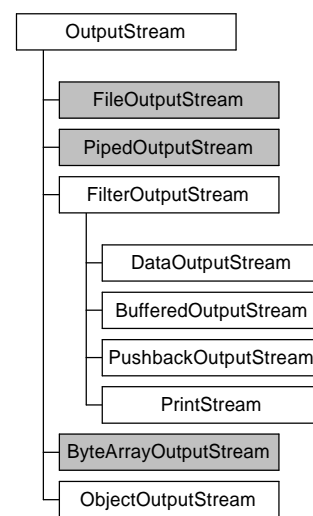 OutputStream
FileOutputStream
PipedOutputStream
FilterOutputStream
DataOutputStream
BufferedOutputStream
PushbackOutputStream
PrintStream
ByteArrayOutputStream
ObjectOutputStream